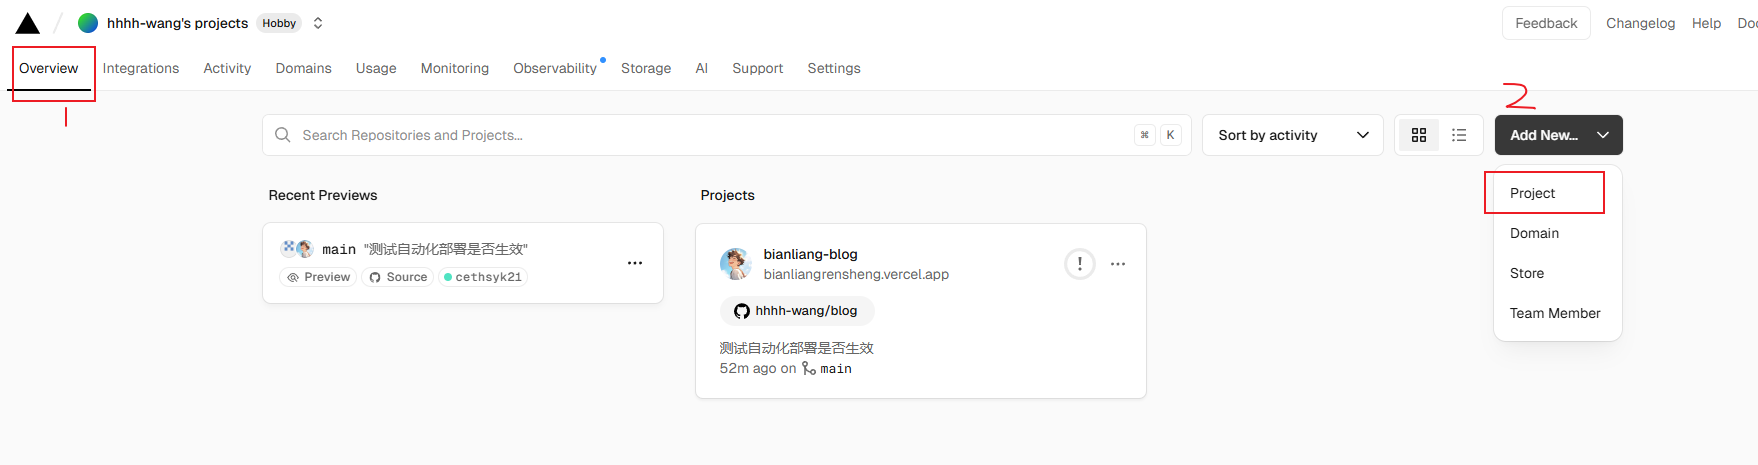 hhhh-wang's projects Hobby
Feedback Changelog Help Doc
Overview Integrations Activity Domains Usage Monitoring Observability Storage AI Support Settings
1
2
Search Repositories and Projects... ⌘ K
Sort by activity
Add New...
Project
Domain
Store
Team Member
Recent Previews
main "测试自动化部署是否生效"
Preview Source cethsyk21
Projects
bianliang-blog
bianliangrensheng.vercel.app
hhhh-wang/blog
测试自动化部署是否生效
52m ago on main